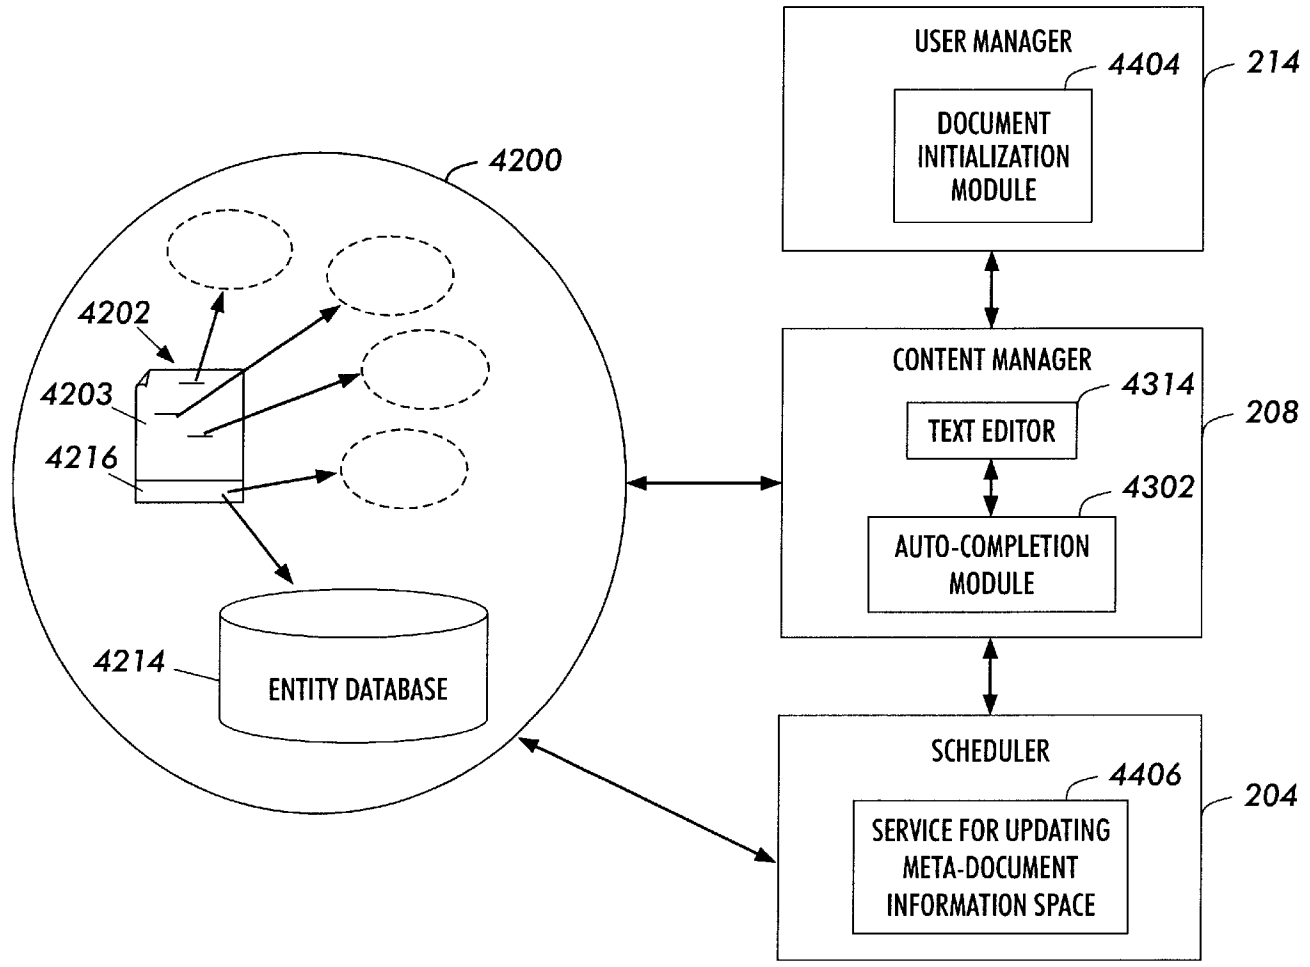 USER MANAGER
4404
214
DOCUMENT
INITIALIZATION
MODULE
4200
4202
4203
4216
4214
ENTITY DATABASE
CONTENT MANAGER
4314
208
TEXT EDITOR
4302
AUTO-COMPLETION
MODULE
SCHEDULER
4406
204
SERVICE FOR UPDATING
META-DOCUMENT
INFORMATION SPACE